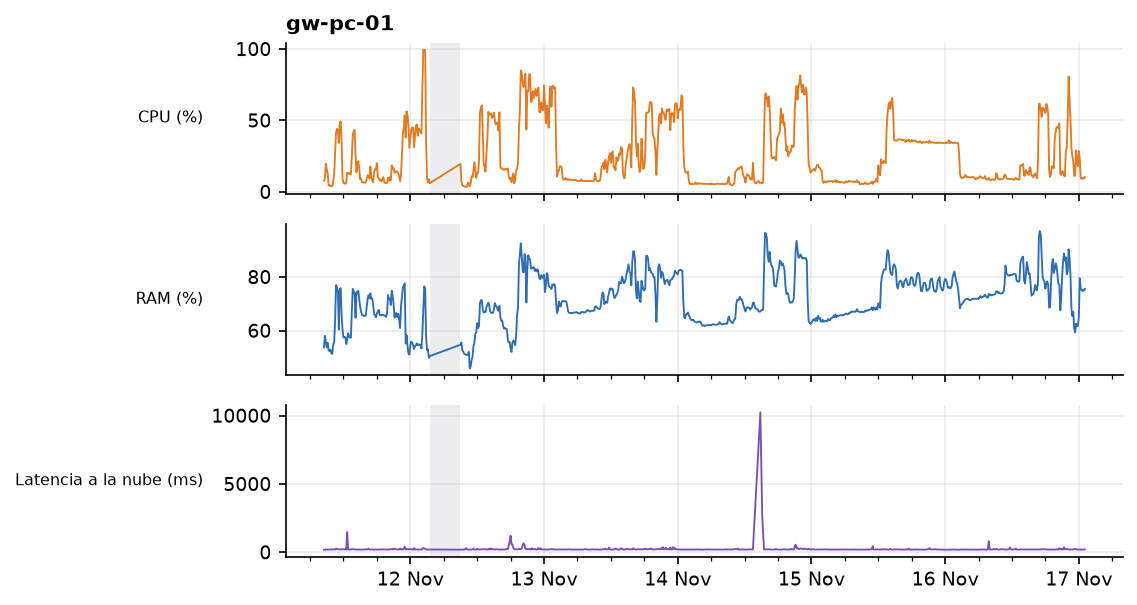 gw-pc-01
CPU (%)
100
50
0
RAM (%)
80
60
Latencia a la nube (ms)
10000
5000
0
12 Nov
13 Nov
14 Nov
15 Nov
16 Nov
17 Nov